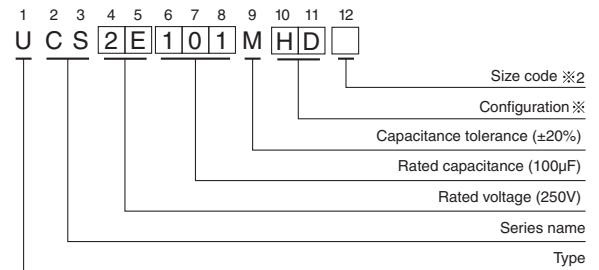 1 2 3 4 5 6 7 8 9 10 11 12
U C S 2 E 1 0 1 M H D
Size code ※2
Configuration ※
Capacitance tolerance (±20%)
Rated capacitance (100µF)
Rated voltage (250V)
Series name
Type